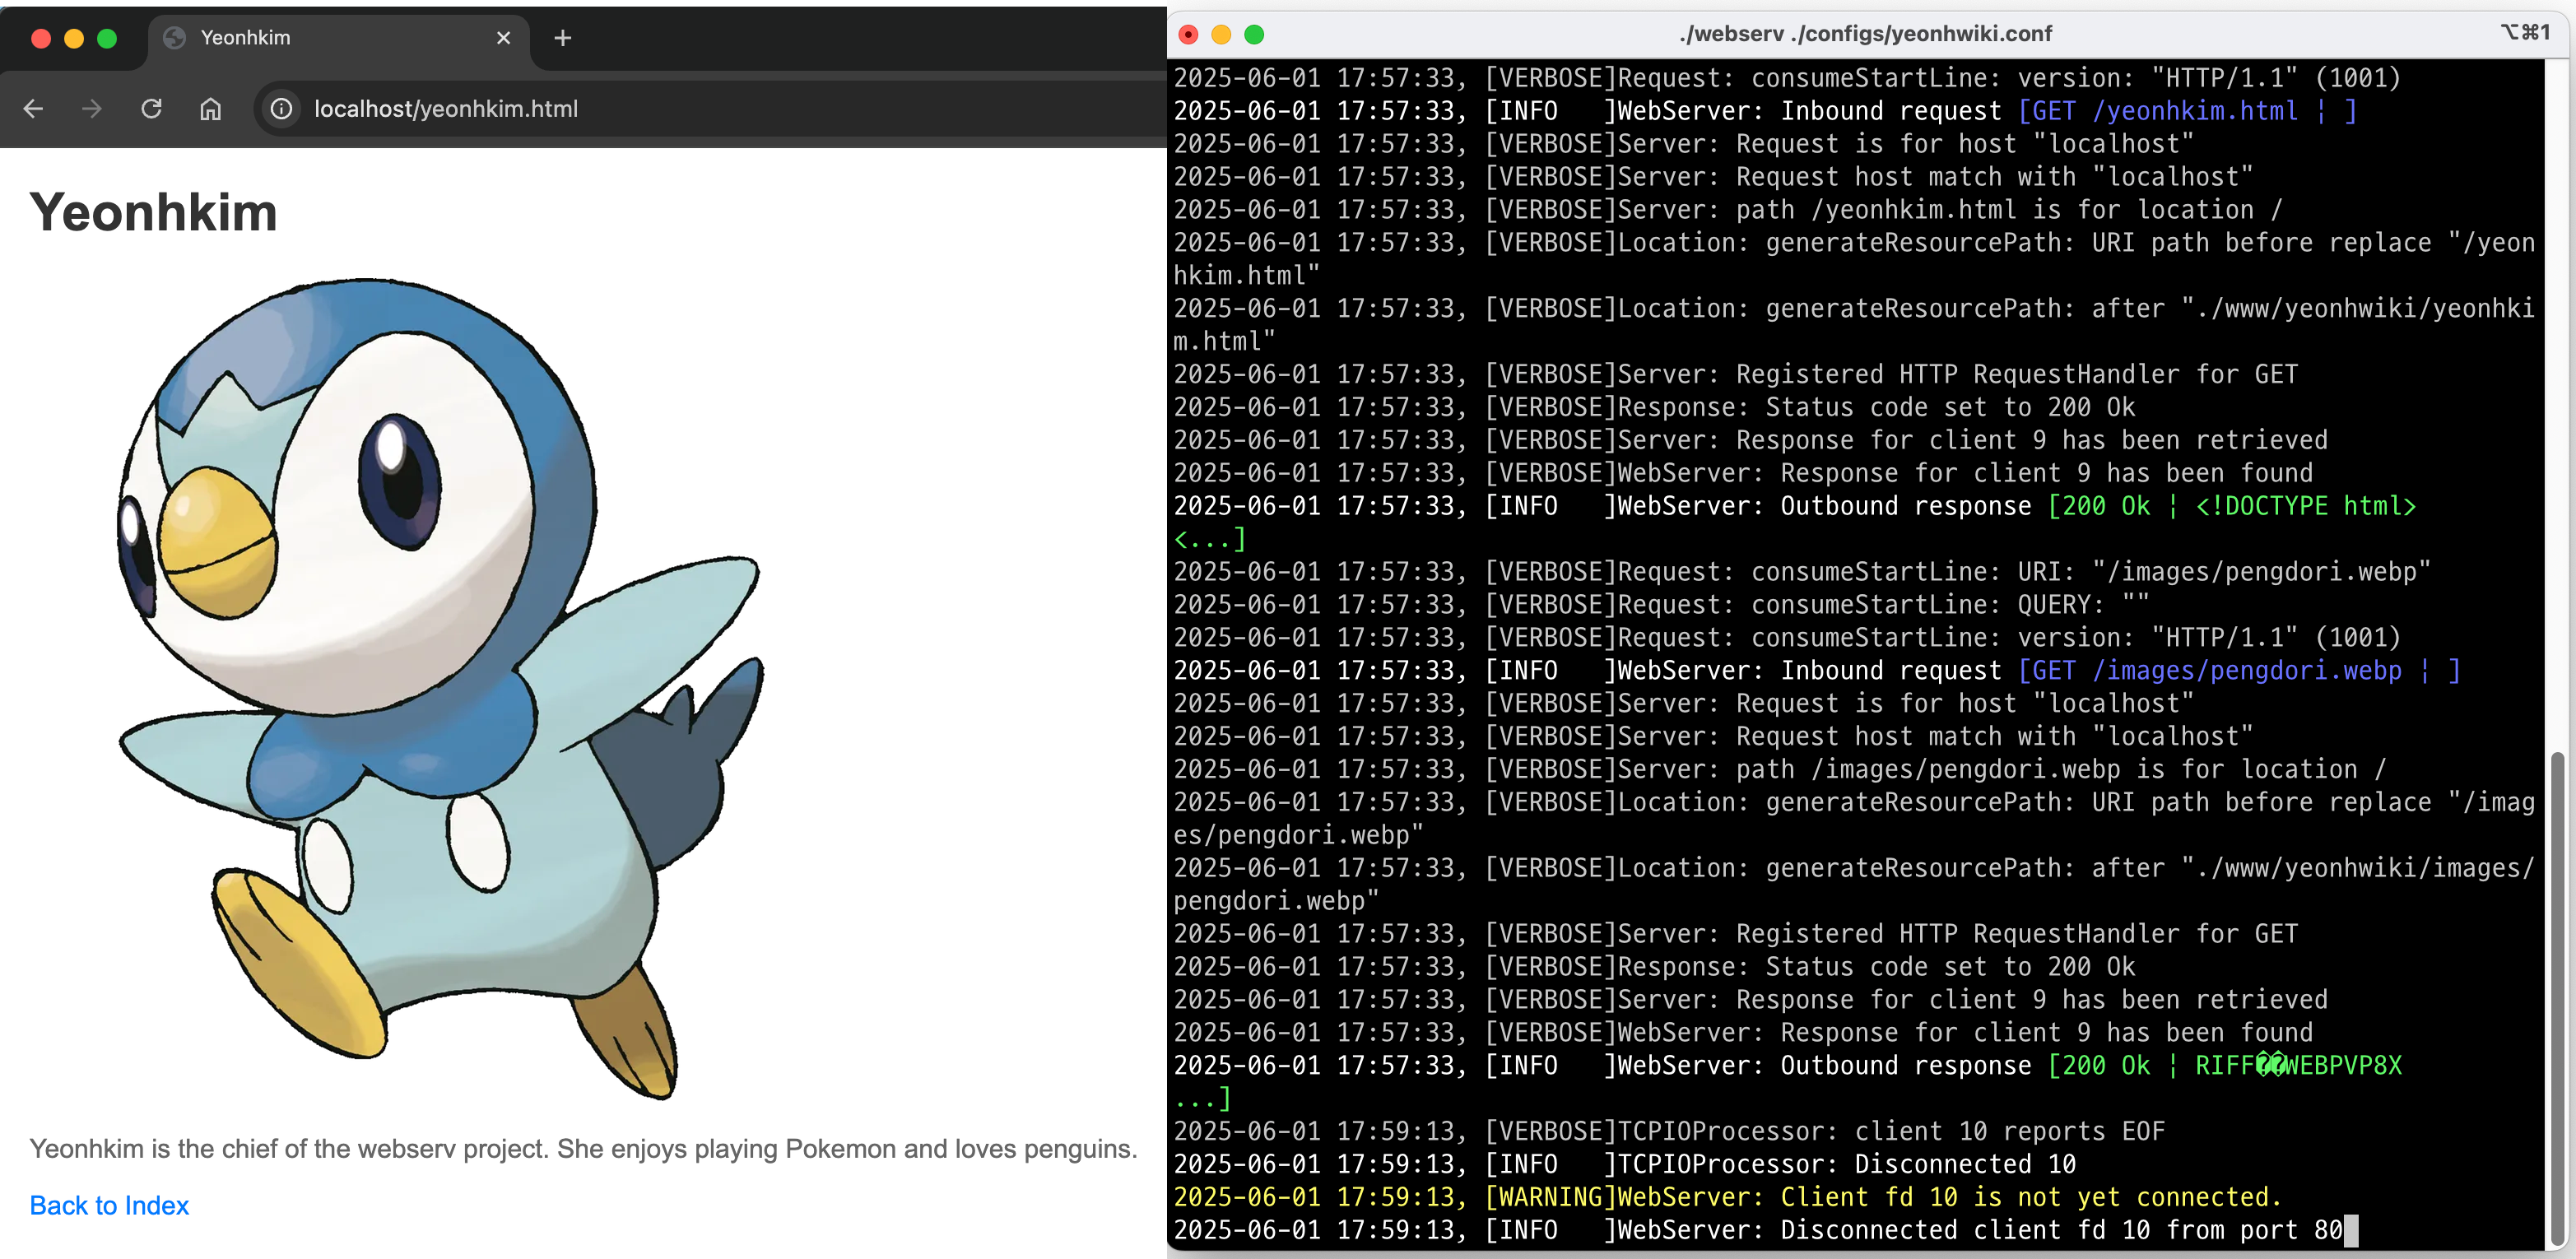 Yeonhkim
localhost/yeonhkim.html
Yeonhkim
Yeonhkim is the chief of the webserv project. She enjoys playing Pokemon and loves penguins.
Back to Index
./webserv ./configs/yeonhwiki.conf
⌥⌘1
2025-06-01 17:57:33, [VERBOSE]Request: consumeStartLine: version: "HTTP/1.1" (1001)
2025-06-01 17:57:33, [INFO   ]WebServer: Inbound request [GET /yeonhkim.html ¦ ]
2025-06-01 17:57:33, [VERBOSE]Server: Request is for host "localhost"
2025-06-01 17:57:33, [VERBOSE]Server: Request host match with "localhost"
2025-06-01 17:57:33, [VERBOSE]Server: path /yeonhkim.html is for location /
2025-06-01 17:57:33, [VERBOSE]Location: generateResourcePath: URI path before replace "/yeon
hkim.html"
2025-06-01 17:57:33, [VERBOSE]Location: generateResourcePath: after "./www/yeonhwiki/yeonhki
m.html"
2025-06-01 17:57:33, [VERBOSE]Server: Registered HTTP RequestHandler for GET
2025-06-01 17:57:33, [VERBOSE]Response: Status code set to 200 Ok
2025-06-01 17:57:33, [VERBOSE]Server: Response for client 9 has been retrieved
2025-06-01 17:57:33, [VERBOSE]WebServer: Response for client 9 has been found
2025-06-01 17:57:33, [INFO   ]WebServer: Outbound response [200 Ok ¦ <!DOCTYPE html>
<...]
2025-06-01 17:57:33, [VERBOSE]Request: consumeStartLine: URI: "/images/pengdori.webp"
2025-06-01 17:57:33, [VERBOSE]Request: consumeStartLine: QUERY: ""
2025-06-01 17:57:33, [VERBOSE]Request: consumeStartLine: version: "HTTP/1.1" (1001)
2025-06-01 17:57:33, [INFO   ]WebServer: Inbound request [GET /images/pengdori.webp ¦ ]
2025-06-01 17:57:33, [VERBOSE]Server: Request is for host "localhost"
2025-06-01 17:57:33, [VERBOSE]Server: Request host match with "localhost"
2025-06-01 17:57:33, [VERBOSE]Server: path /images/pengdori.webp is for location /
2025-06-01 17:57:33, [VERBOSE]Location: generateResourcePath: URI path before replace "/imag
es/pengdori.webp"
2025-06-01 17:57:33, [VERBOSE]Location: generateResourcePath: after "./www/yeonhwiki/images/
pengdori.webp"
2025-06-01 17:57:33, [VERBOSE]Server: Registered HTTP RequestHandler for GET
2025-06-01 17:57:33, [VERBOSE]Response: Status code set to 200 Ok
2025-06-01 17:57:33, [VERBOSE]Server: Response for client 9 has been retrieved
2025-06-01 17:57:33, [VERBOSE]WebServer: Response for client 9 has been found
2025-06-01 17:57:33, [INFO   ]WebServer: Outbound response [200 Ok ¦ RIFF��WEBPVP8X
...]
2025-06-01 17:59:13, [VERBOSE]TCPIOProcessor: client 10 reports EOF
2025-06-01 17:59:13, [INFO   ]TCPIOProcessor: Disconnected 10
2025-06-01 17:59:13, [WARNING]WebServer: Client fd 10 is not yet connected.
2025-06-01 17:59:13, [INFO   ]WebServer: Disconnected client fd 10 from port 80